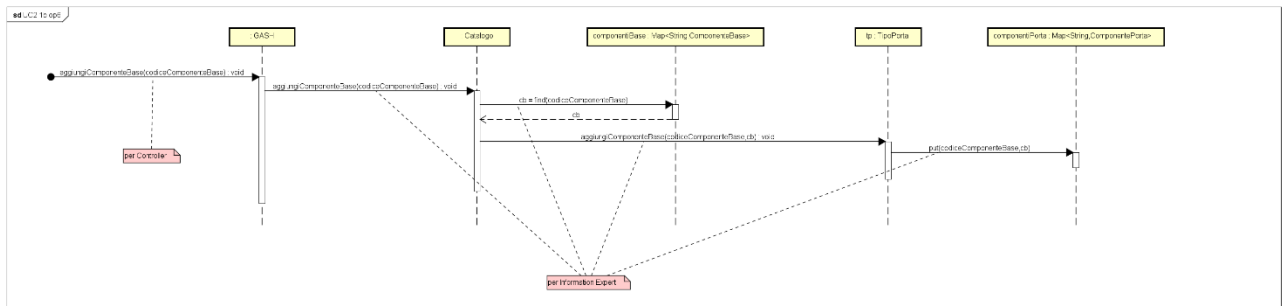 sd UC2 1b op6
: GASHI
Catalogo
componentiBase : Map<String,ComponenteBase>
tp : TipoPorta
componentiPorta : Map<String,ComponentePorta>
aggiungiComponenteBase(codiceComponenteBase) : void
aggiungiComponenteBase(codiceComponenteBase) : void
cb = find(codiceComponenteBase)
cb
aggiungiComponenteBase(codiceComponenteBase,cb) : void
put(codiceComponenteBase,cb)
per Controller
per Information Expert